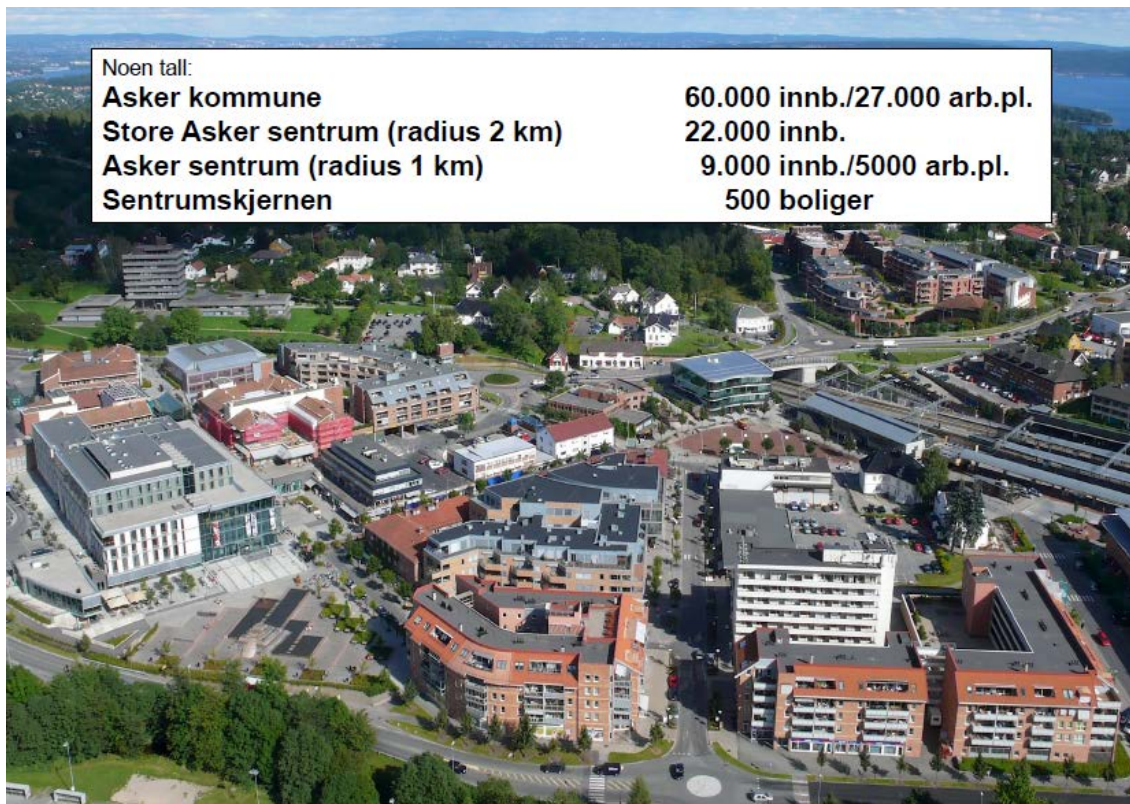 Noen tall:
Asker kommune 60.000 innb./27.000 arb.pl.
Store Asker sentrum (radius 2 km) 22.000 innb.
Asker sentrum (radius 1 km) 9.000 innb./5000 arb.pl.
Sentrumskjernen 500 boliger